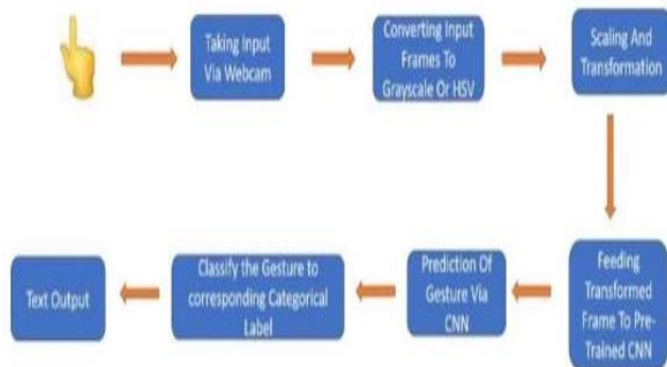 Taking Input
Via Webcam
Converting Input
Frames To
Grayscale Or HSV
Scaling And
Transformation
Feeding
Transformed
Frame To Pre-
Trained CNN
Prediction Of
Gesture Via
CNN
Classify the Gesture to
corresponding Categorical
Label
Text Output